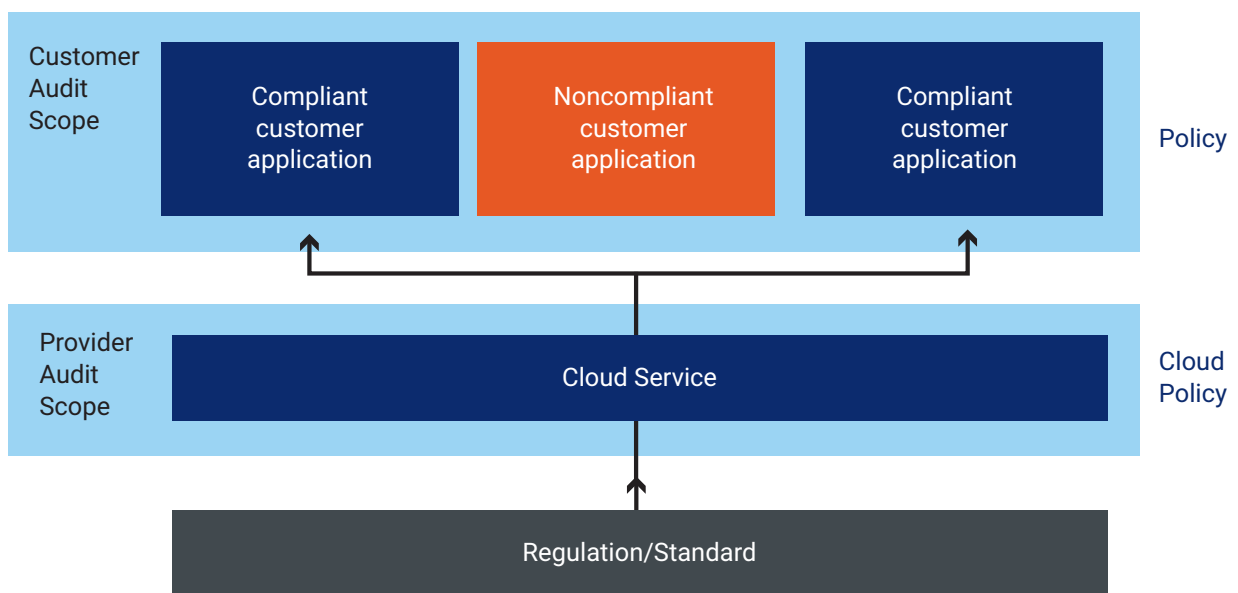 Customer
Audit
Scope
Compliant
customer
application
Noncompliant
customer
application
Compliant
customer
application
Policy
Provider
Audit
Scope
Cloud Service
Cloud
Policy
Regulation/Standard